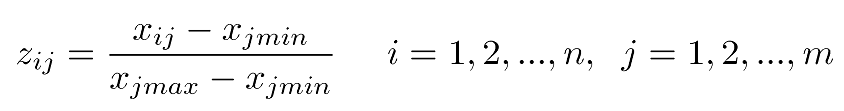 z_{ij} = \frac{x_{ij} - x_{jmin}}{x_{jmax} - x_{jmin}} \quad i = 1, 2, ..., n, \; j = 1, 2, ..., m